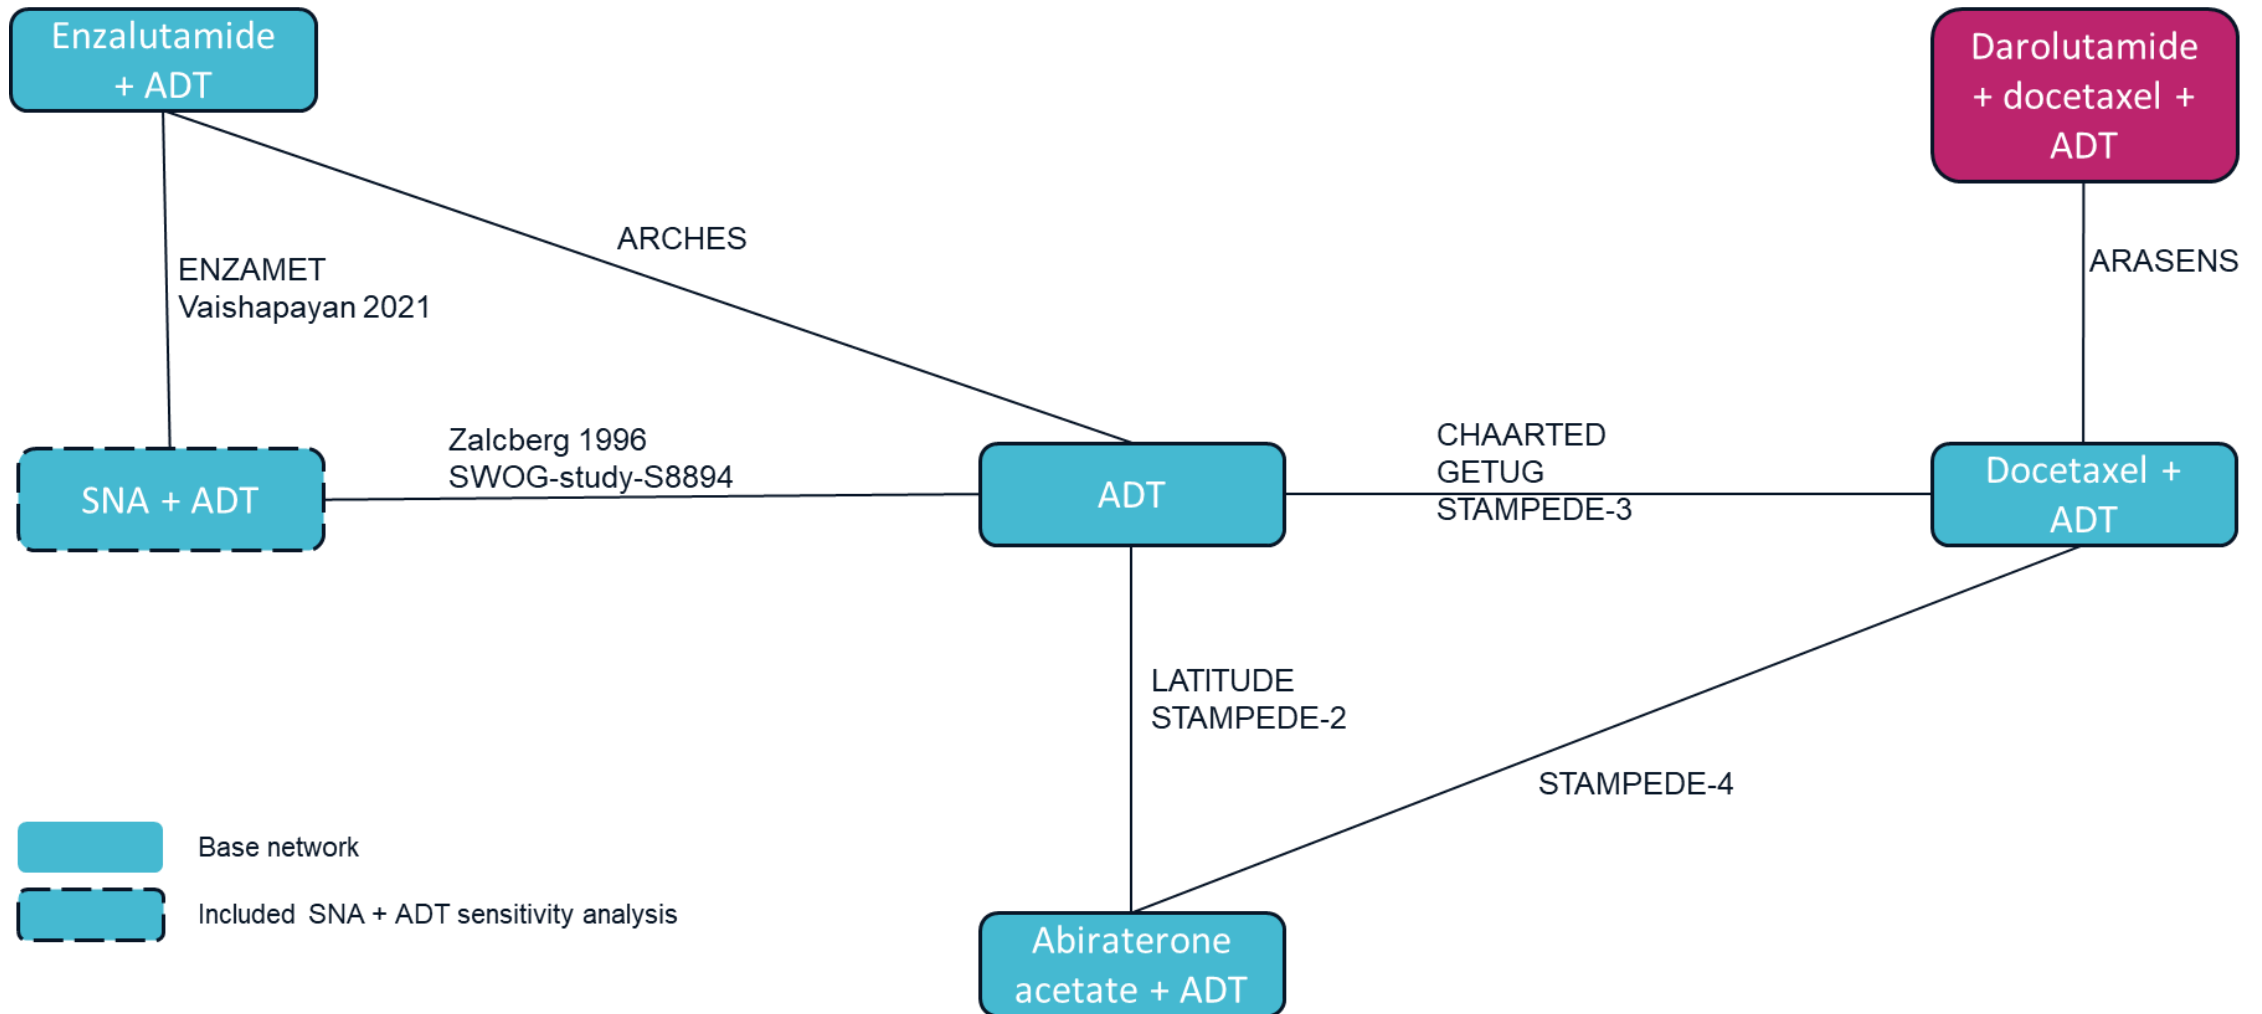 Enzalutamide
+ ADT
Darolutamide
+ docetaxel +
ADT
ARCHES
ENZAMET
Vaishapayan 2021
ARASENS
Zalcberg 1996
SWOG-study-S8894
CHAARTED
GETUG
STAMPEDE-3
SNA + ADT
ADT
Docetaxel +
ADT
LATITUDE
STAMPEDE-2
STAMPEDE-4
Base network
Included SNA + ADT sensitivity analysis
Abiraterone
acetate + ADT